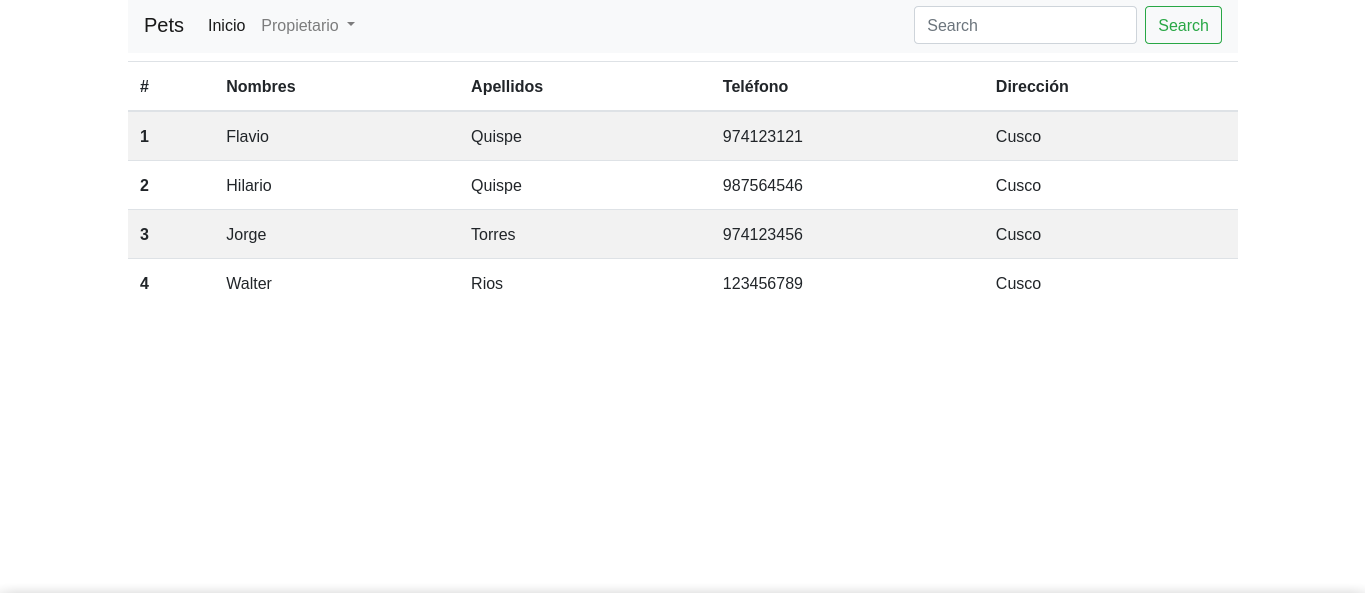 Pets Inicio Propietario Search Search
# Nombres Apellidos Teléfono Dirección
1 Flavio Quispe 974123121 Cusco
2 Hilario Quispe 987564546 Cusco
3 Jorge Torres 974123456 Cusco
4 Walter Rios 123456789 Cusco